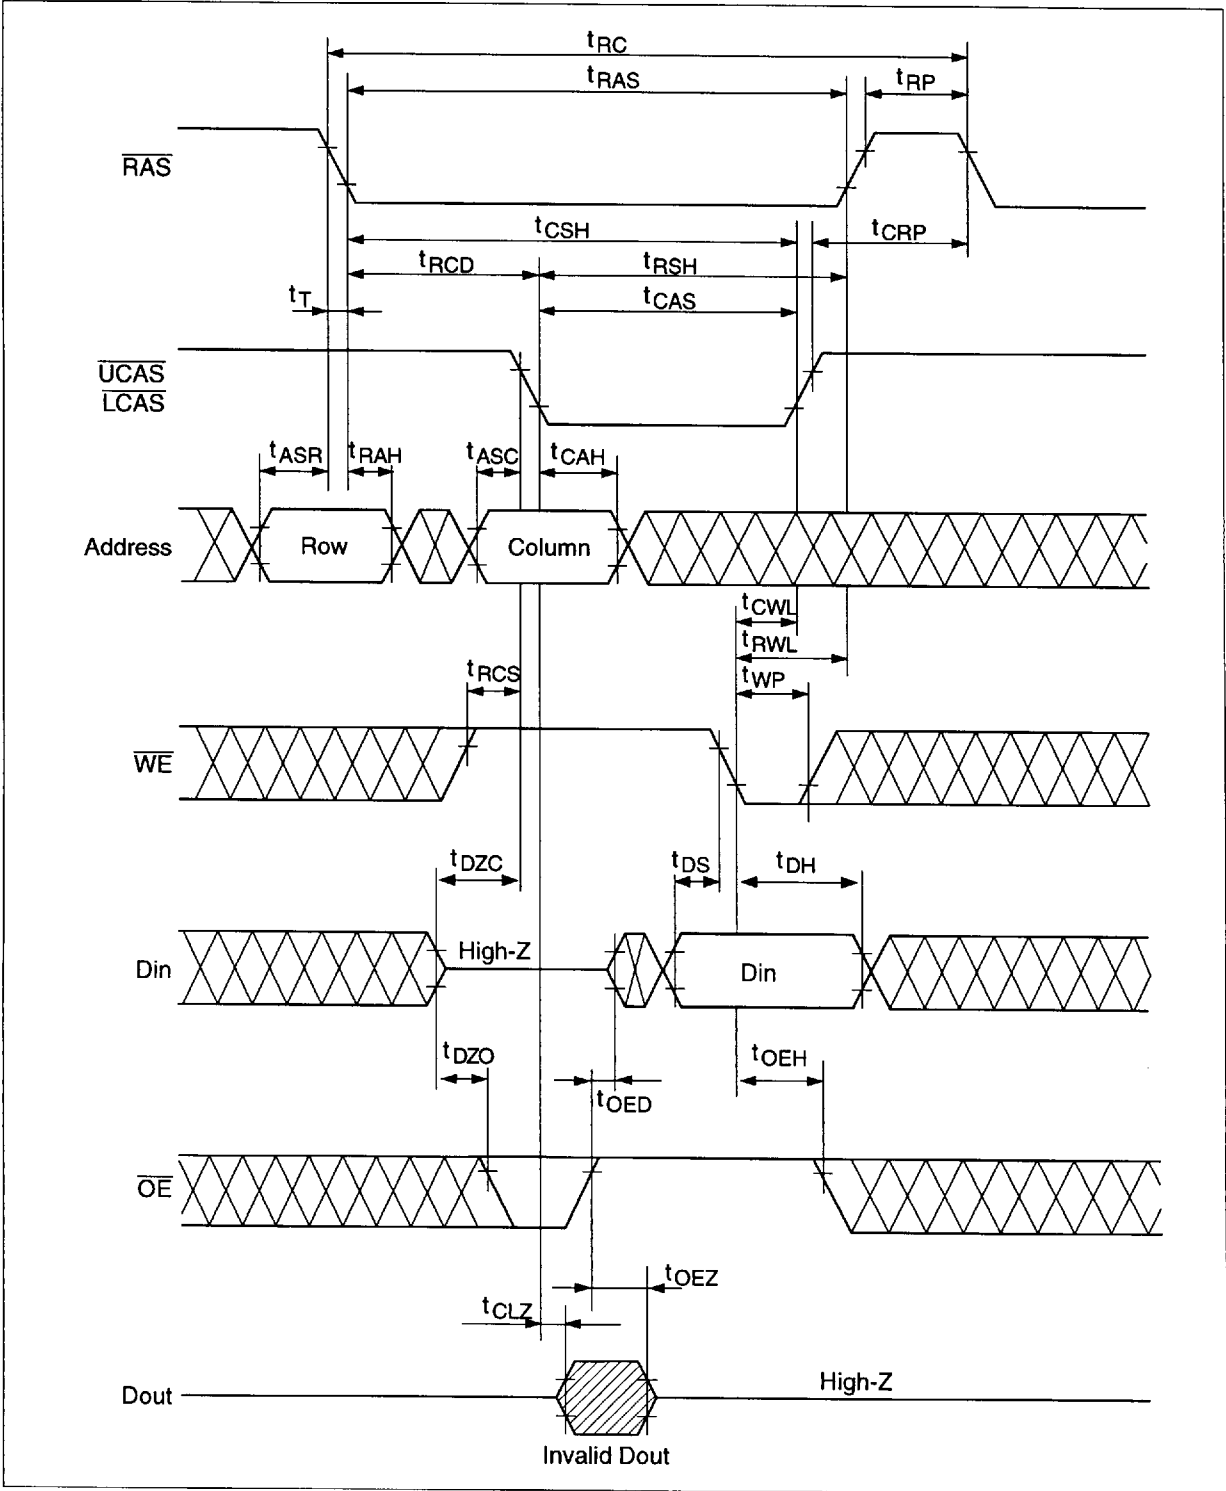 tRC
tRAS
tRP
RAS
tCSH
tCRP
tRCD
tRSH
tT
tCAS
UCAS
LCAS
tASR
tRAH
tASC
tCAH
Address
Row
Column
tCWL
tRWL
tRCS
tWP
WE
tDZC
tDS
tDH
High-Z
Din
Din
tDZO
tOED
tOEH
OE
tOEZ
tCLZ
Dout
High-Z
Invalid Dout